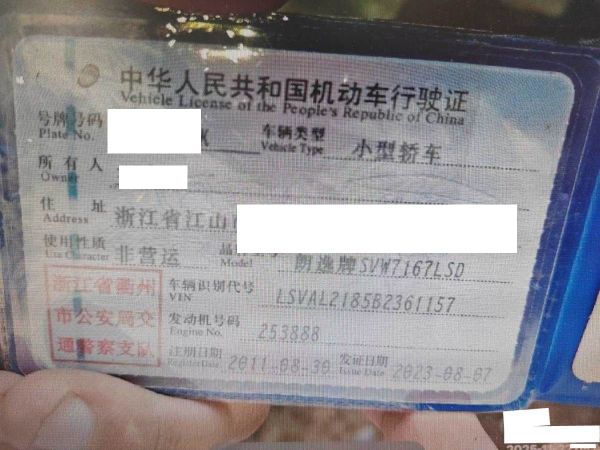 中华人民共和国机动车行驶证
Vehicle License of the People's Republic of China
号牌号码 车辆类型 小型轿车
Plate No. Vehicle Type
所有人
Owner
住址 浙江省江山
Address
使用性质 非营运 朗逸牌SVW7167LSD
Use Character Model
浙江省衢州 车辆识别代号 LSVAL2185B2361157
VIN
市公安局交 发动机号码 253888
Engine No.
通警察支队 注册日期 2011-08-30 发证日期 2023-08-07
Register Date Issue Date